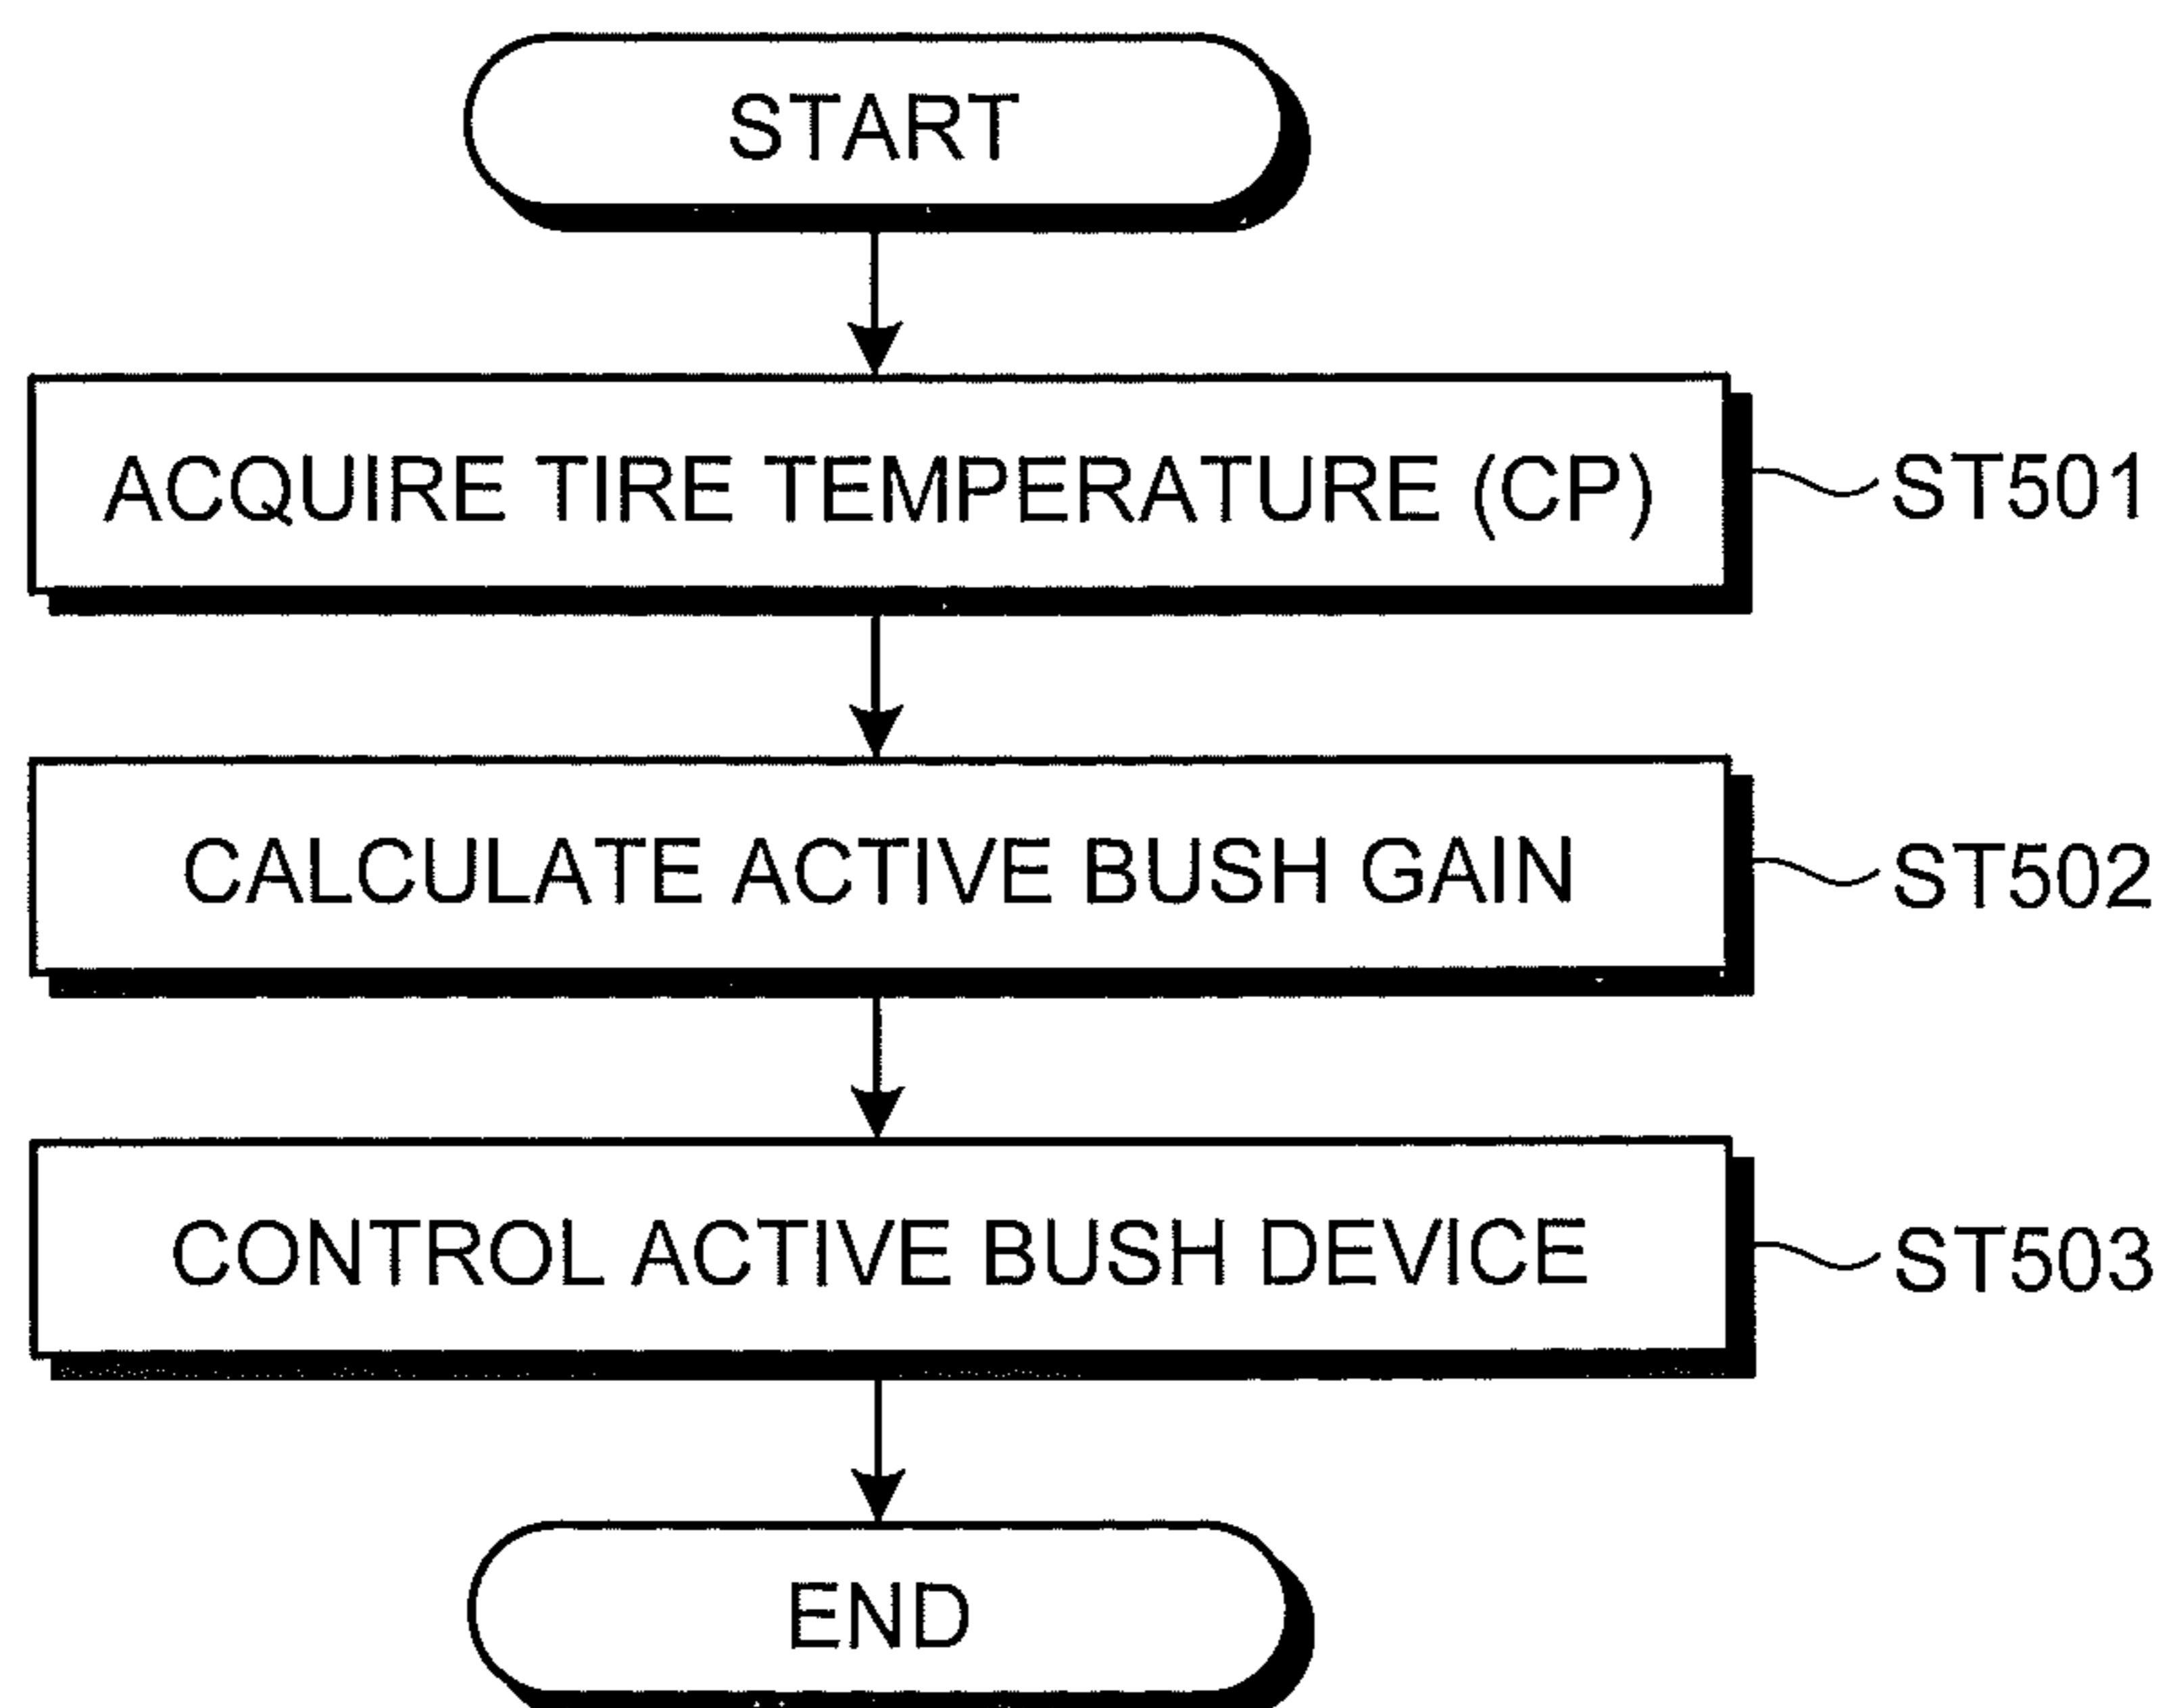 START
ACQUIRE TIRE TEMPERATURE (CP)
ST501
CALCULATE ACTIVE BUSH GAIN
ST502
CONTROL ACTIVE BUSH DEVICE
ST503
END